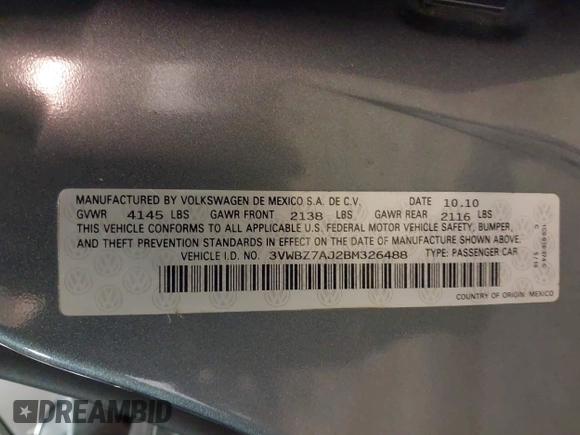 MANUFACTURED BY VOLKSWAGEN DE MEXICO S.A. DE C.V. DATE 10.10
GVWR 4145 LBS GAWR FRONT 2138 LBS GAWR REAR 2116 LBS
THIS VEHICLE CONFORMS TO ALL APPLICABLE U.S. FEDERAL MOTOR VEHICLE SAFETY, BUMPER,
AND THEFT PREVENTION STANDARDS IN EFFECT ON THE DATE OF MANUFACTURE SHOWN ABOVE.
VEHICLE I.D. NO. 3VWBZ7AJ2BM326488 TYPE: PASSENGER CAR
COUNTRY OF ORIGIN: MEXICO
DREAMBID